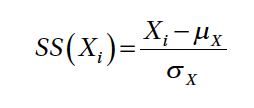 SS(Xᵢ) = (Xᵢ − μ_X) / σ_X